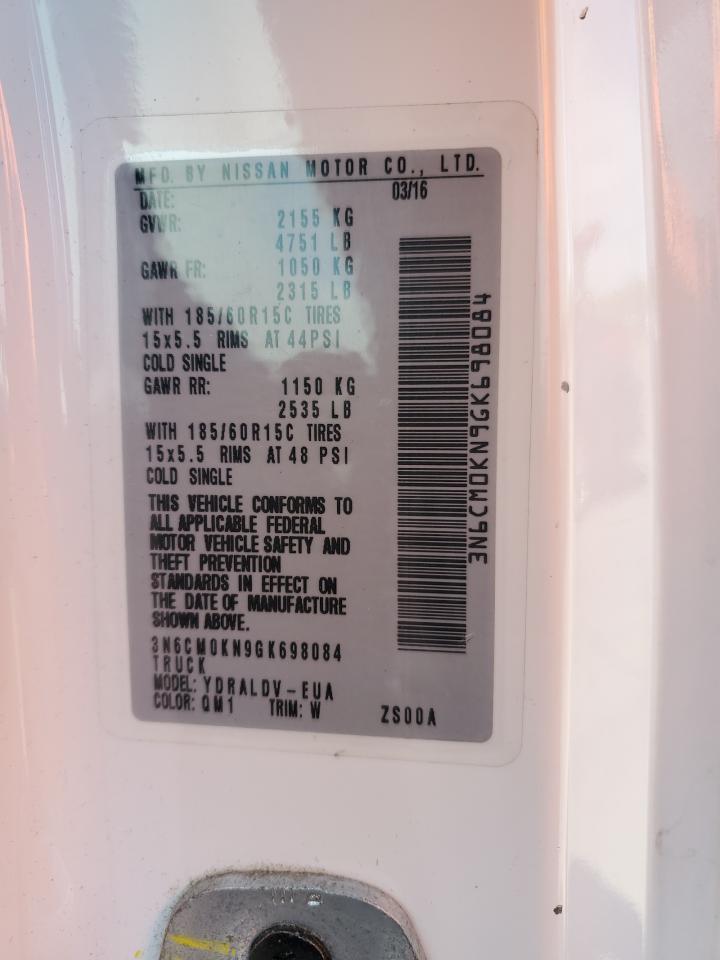 MFD. BY NISSAN MOTOR CO., LTD.
DATE: 03/16
GVWR: 2155 KG
4751 LB
GAWR FR: 1050 KG
2315 LB
WITH 185/60R15C TIRES
15x5.5 RIMS AT 44PSI
COLD SINGLE
GAWR RR: 1150 KG
2535 LB
WITH 185/60R15C TIRES
15x5.5 RIMS AT 48 PSI
COLD SINGLE
THIS VEHICLE CONFORMS TO
ALL APPLICABLE FEDERAL
MOTOR VEHICLE SAFETY AND
THEFT PREVENTION
STANDARDS IN EFFECT ON
THE DATE OF MANUFACTURE
SHOWN ABOVE.
3N6CM0KN9GK698084
TRUCK
MODEL: YDRALDV-EUA
COLOR: QM1 TRIM: W ZS00A
3N6CM0KN9GK698084